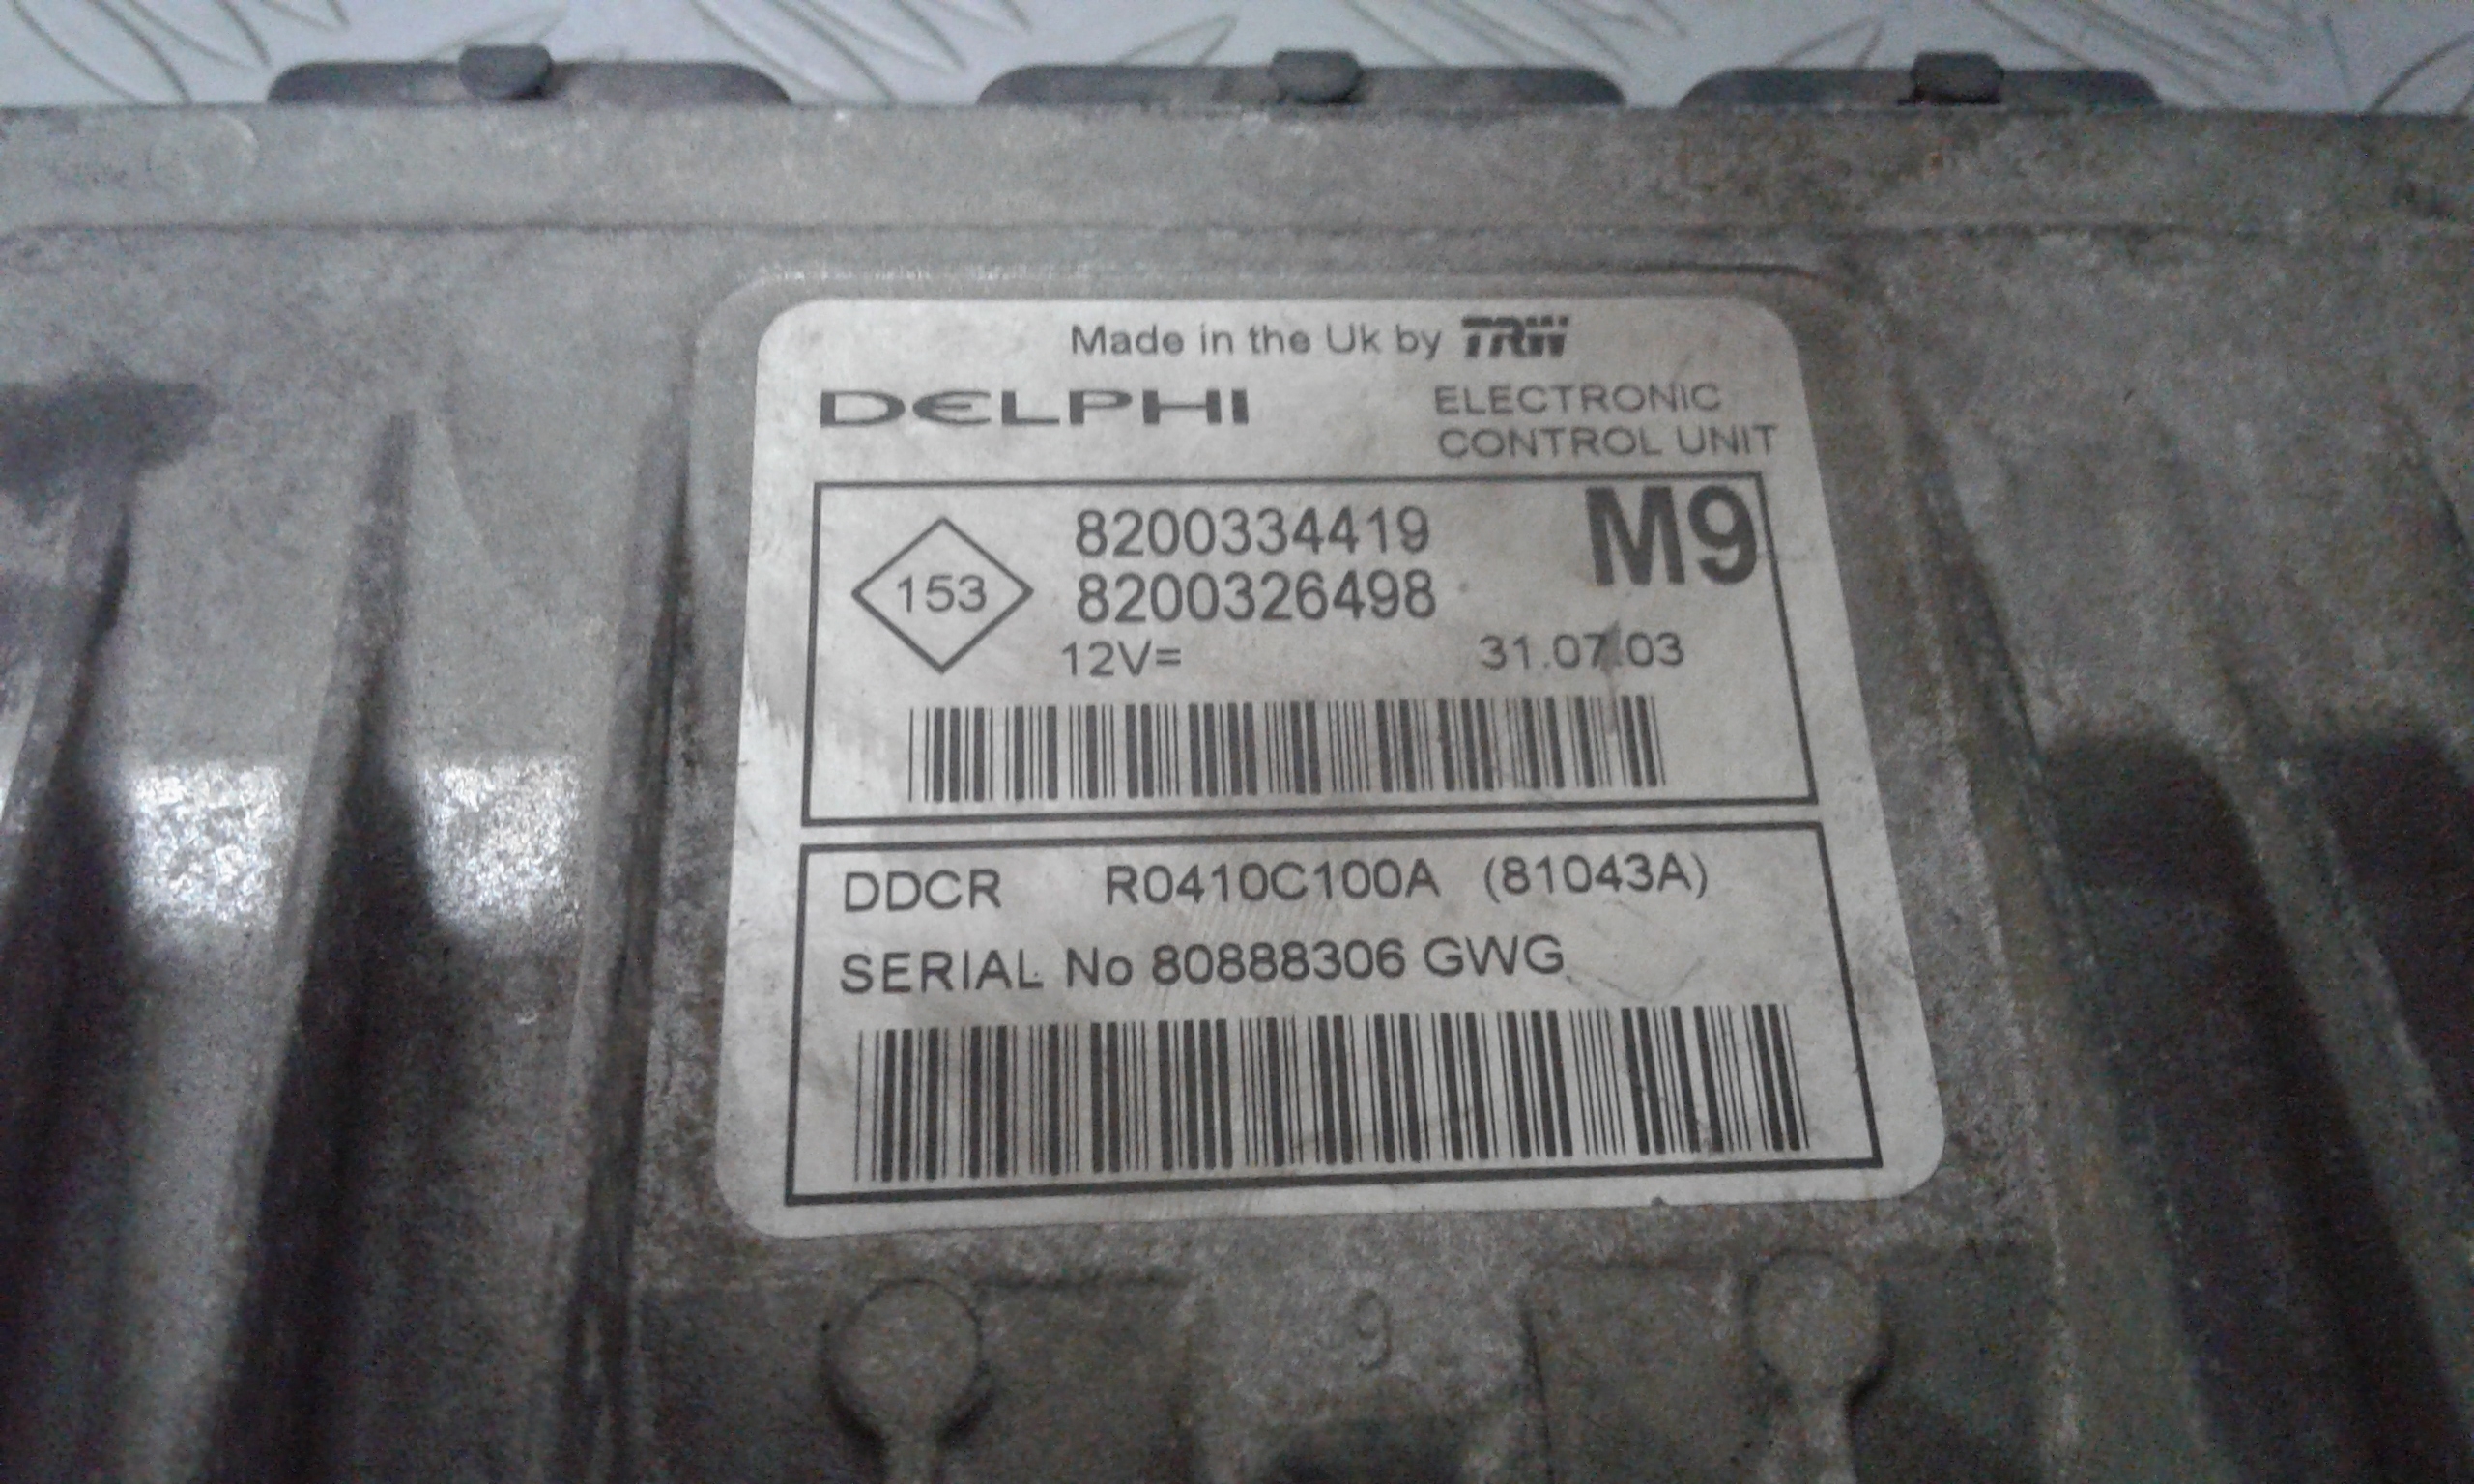 Made in the Uk by TRW
DELPHI
ELECTRONIC
CONTROL UNIT
153
8200334419
M9
8200326498
12V=
31.07.03
DDCR R0410C100A (81043A)
SERIAL No 80888306 GWG
9